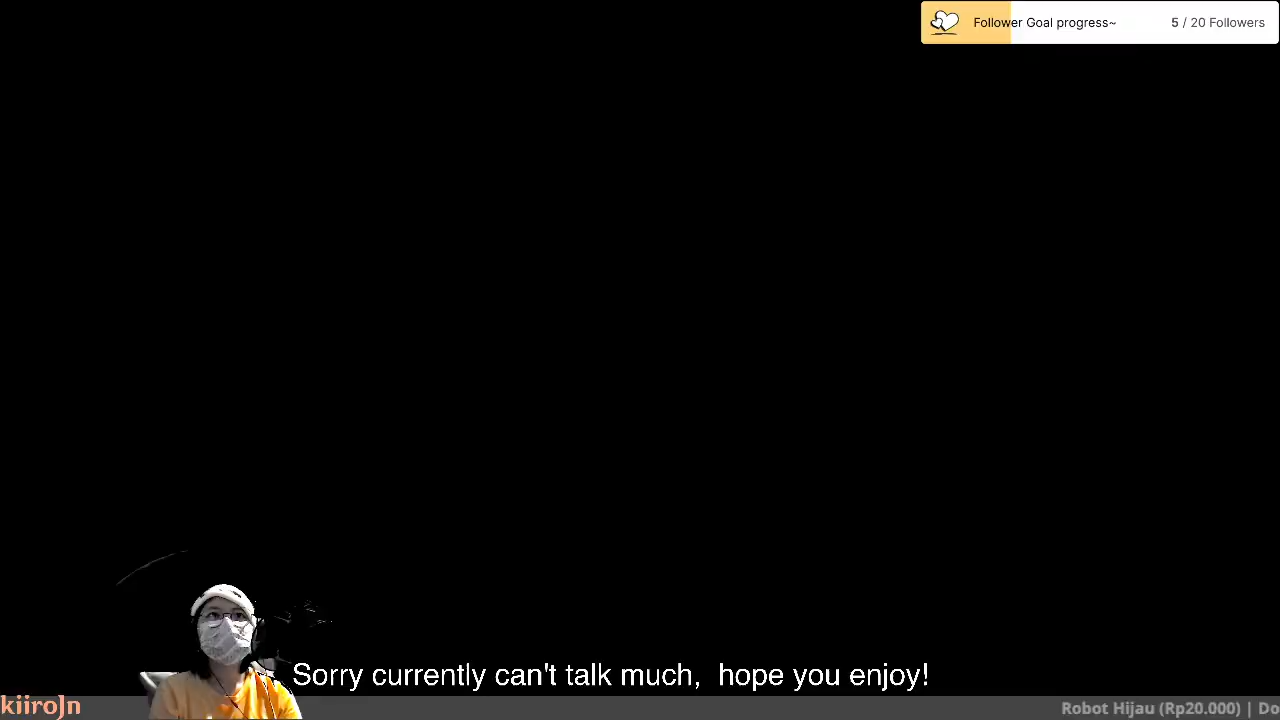 Follower Goal progress~
5 / 20 Followers
Sorry currently can't talk much, hope you enjoy!
kiiroJn
Robot Hijau (Rp20.000) | Do